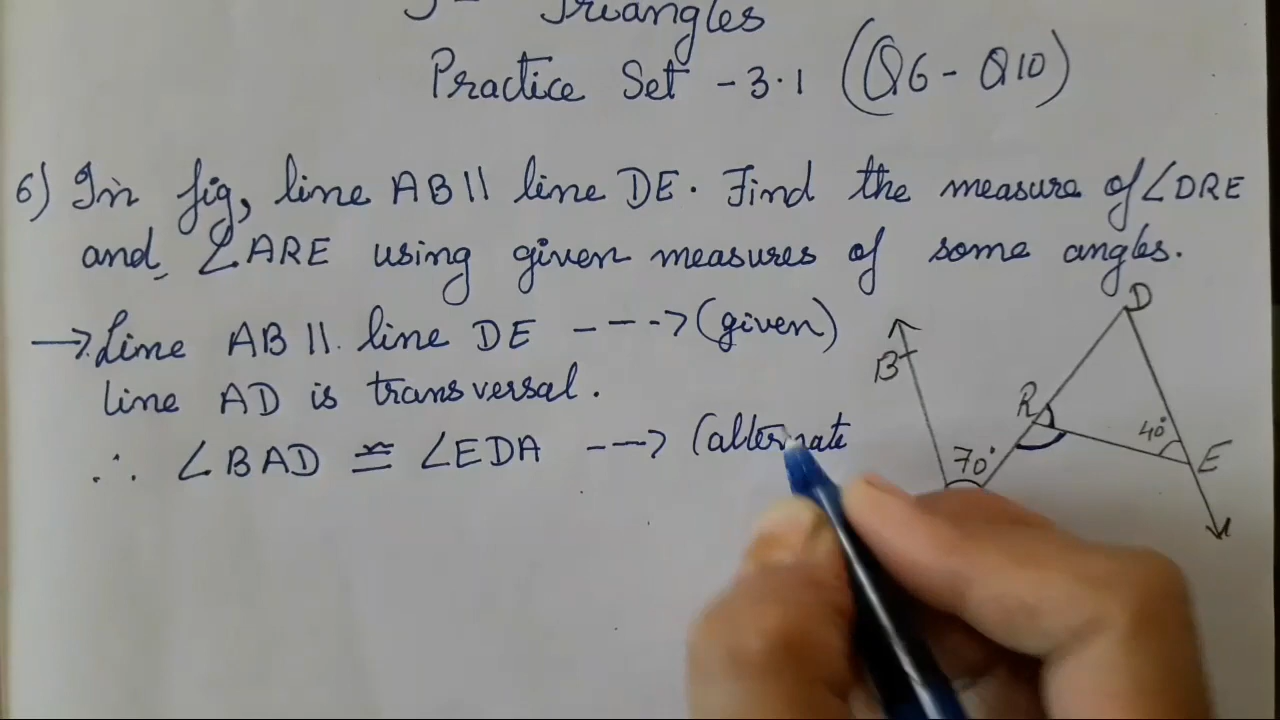 3- Triangles
Practice Set - 3.1 (Q6 - Q10)
6) In fig, line AB || line DE. Find the measure of ∠DRE
and, ∠ARE using given measures of some angles.
→ Line AB || line DE ----> (given)
line AD is transversal.
∴ ∠BAD ≅ ∠EDA ---> (alternate
D
B
R
40°
E
70°